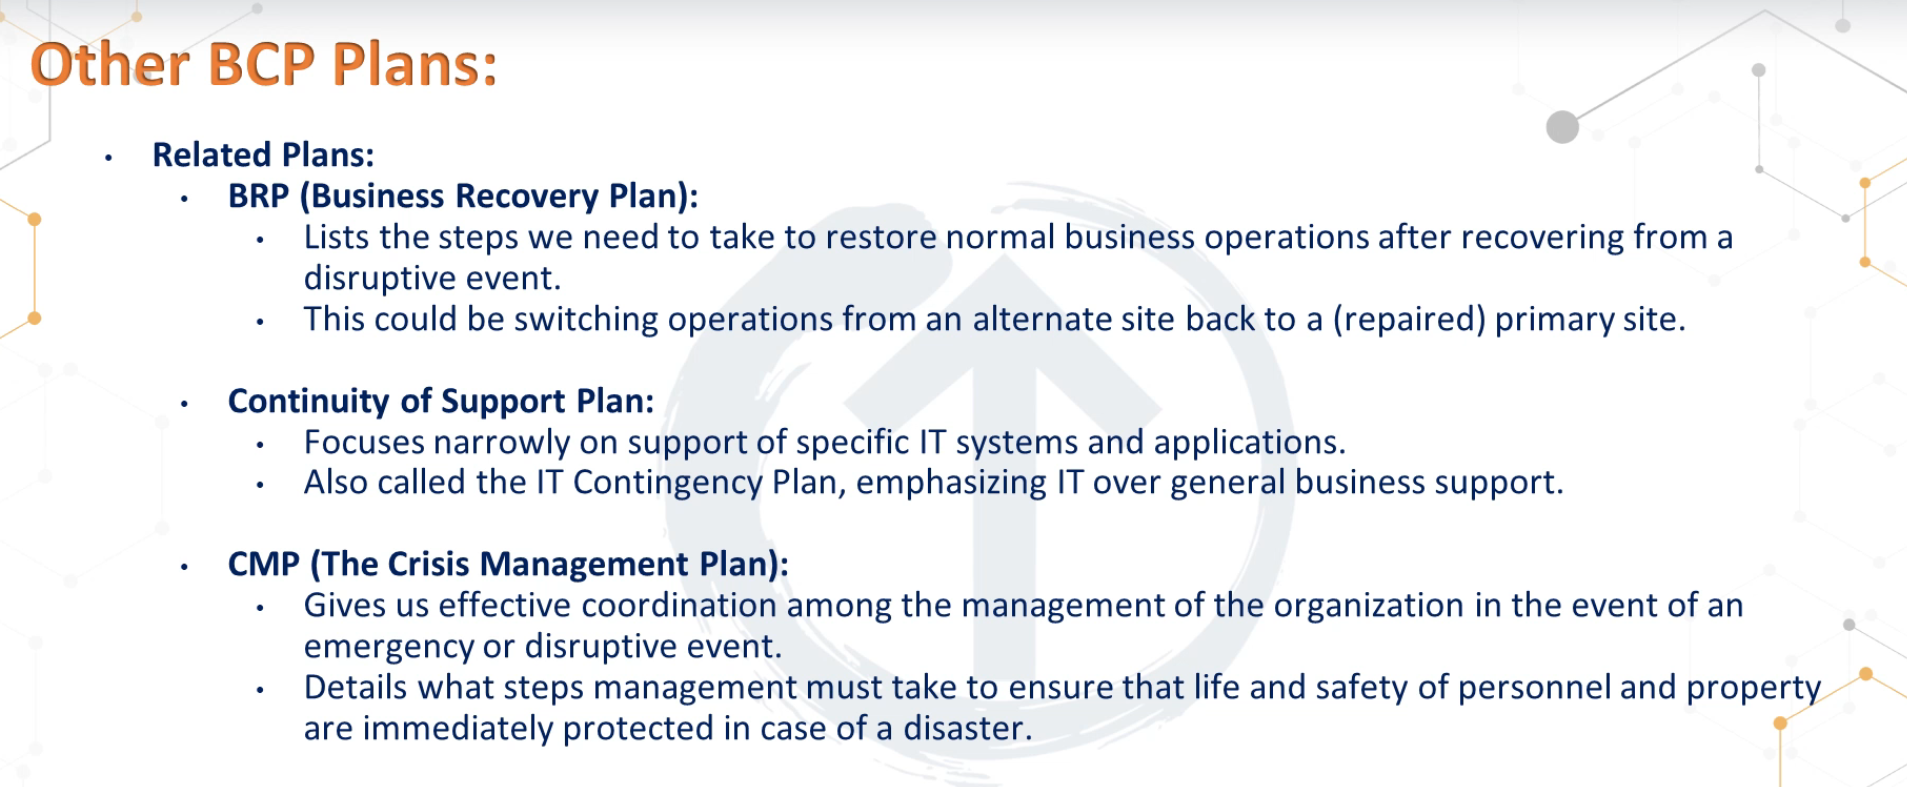 Other BCP Plans:
• Related Plans:
• BRP (Business Recovery Plan):
• Lists the steps we need to take to restore normal business operations after recovering from a
disruptive event.
• This could be switching operations from an alternate site back to a (repaired) primary site.
• Continuity of Support Plan:
• Focuses narrowly on support of specific IT systems and applications.
• Also called the IT Contingency Plan, emphasizing IT over general business support.
• CMP (The Crisis Management Plan):
• Gives us effective coordination among the management of the organization in the event of an
emergency or disruptive event.
• Details what steps management must take to ensure that life and safety of personnel and property
are immediately protected in case of a disaster.